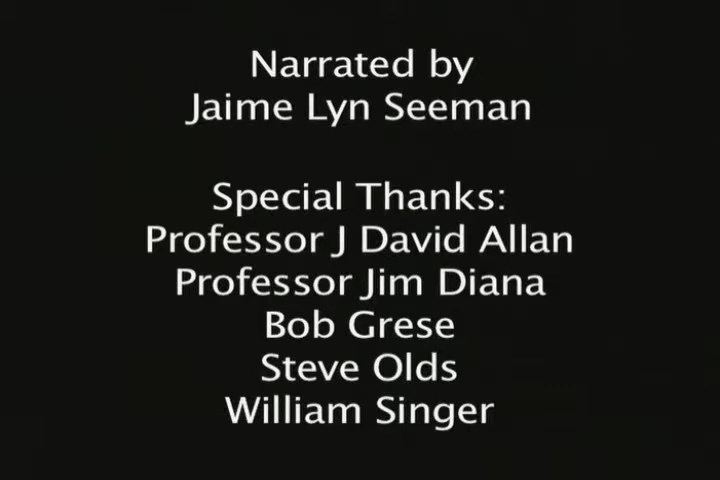 Narrated by
Jaime Lyn Seeman
Special Thanks:
Professor J David Allan
Professor Jim Diana
Bob Grese
Steve Olds
William Singer